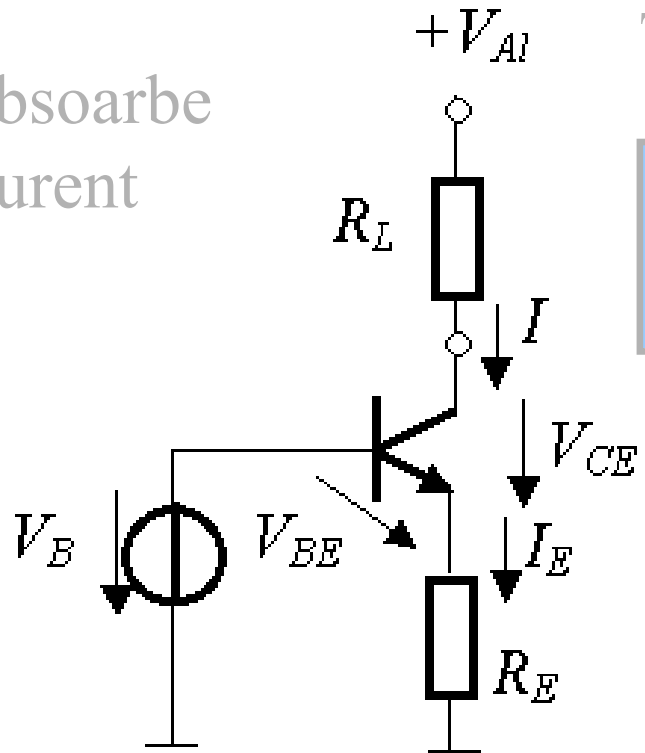 +V_Al
bsoarbe
urent
R_L
I
V_CE
V_B
V_BE
I_E
R_E